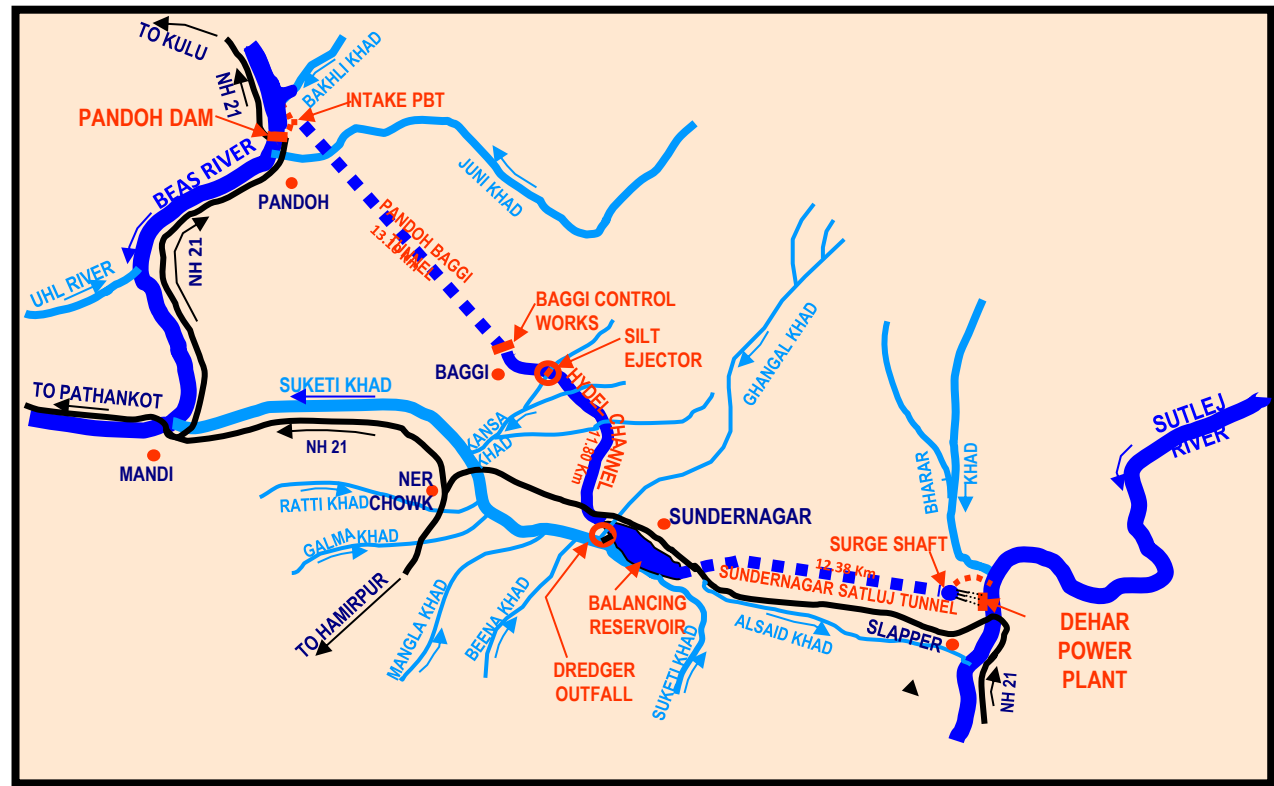 TO KULU
NH 21
BAKHLI KHAD
INTAKE PBT
PANDOH DAM
BEAS RIVER
PANDOH
JUNI KHAD
PANDOH BAGGI
TUNNEL
NH 21
UHL RIVER
BAGGI CONTROL
WORKS
SILT
EJECTOR
BAGGI
GHANGAL KHAD
HYDEL CHANNEL
11.80 Km
TO PATHANKOT
SUKETI KHAD
KANSA
KHAD
NH 21
MANDI
NER
CHOWK
RATTI KHAD
GALMA KHAD
SUNDERNAGAR
BHARAR
KHAD
SUTLEJ
RIVER
SURGE SHAFT
12.38 Km
SUNDERNAGAR SATLUJ TUNNEL
TO HAMIRPUR
MANGLA KHAD
BEENA KHAD
BALANCING
RESERVOIR
DREDGER
OUTFALL
SUKETI KHAD
ALSAID KHAD
SLAPPER
DEHAR
POWER
PLANT
NH 21